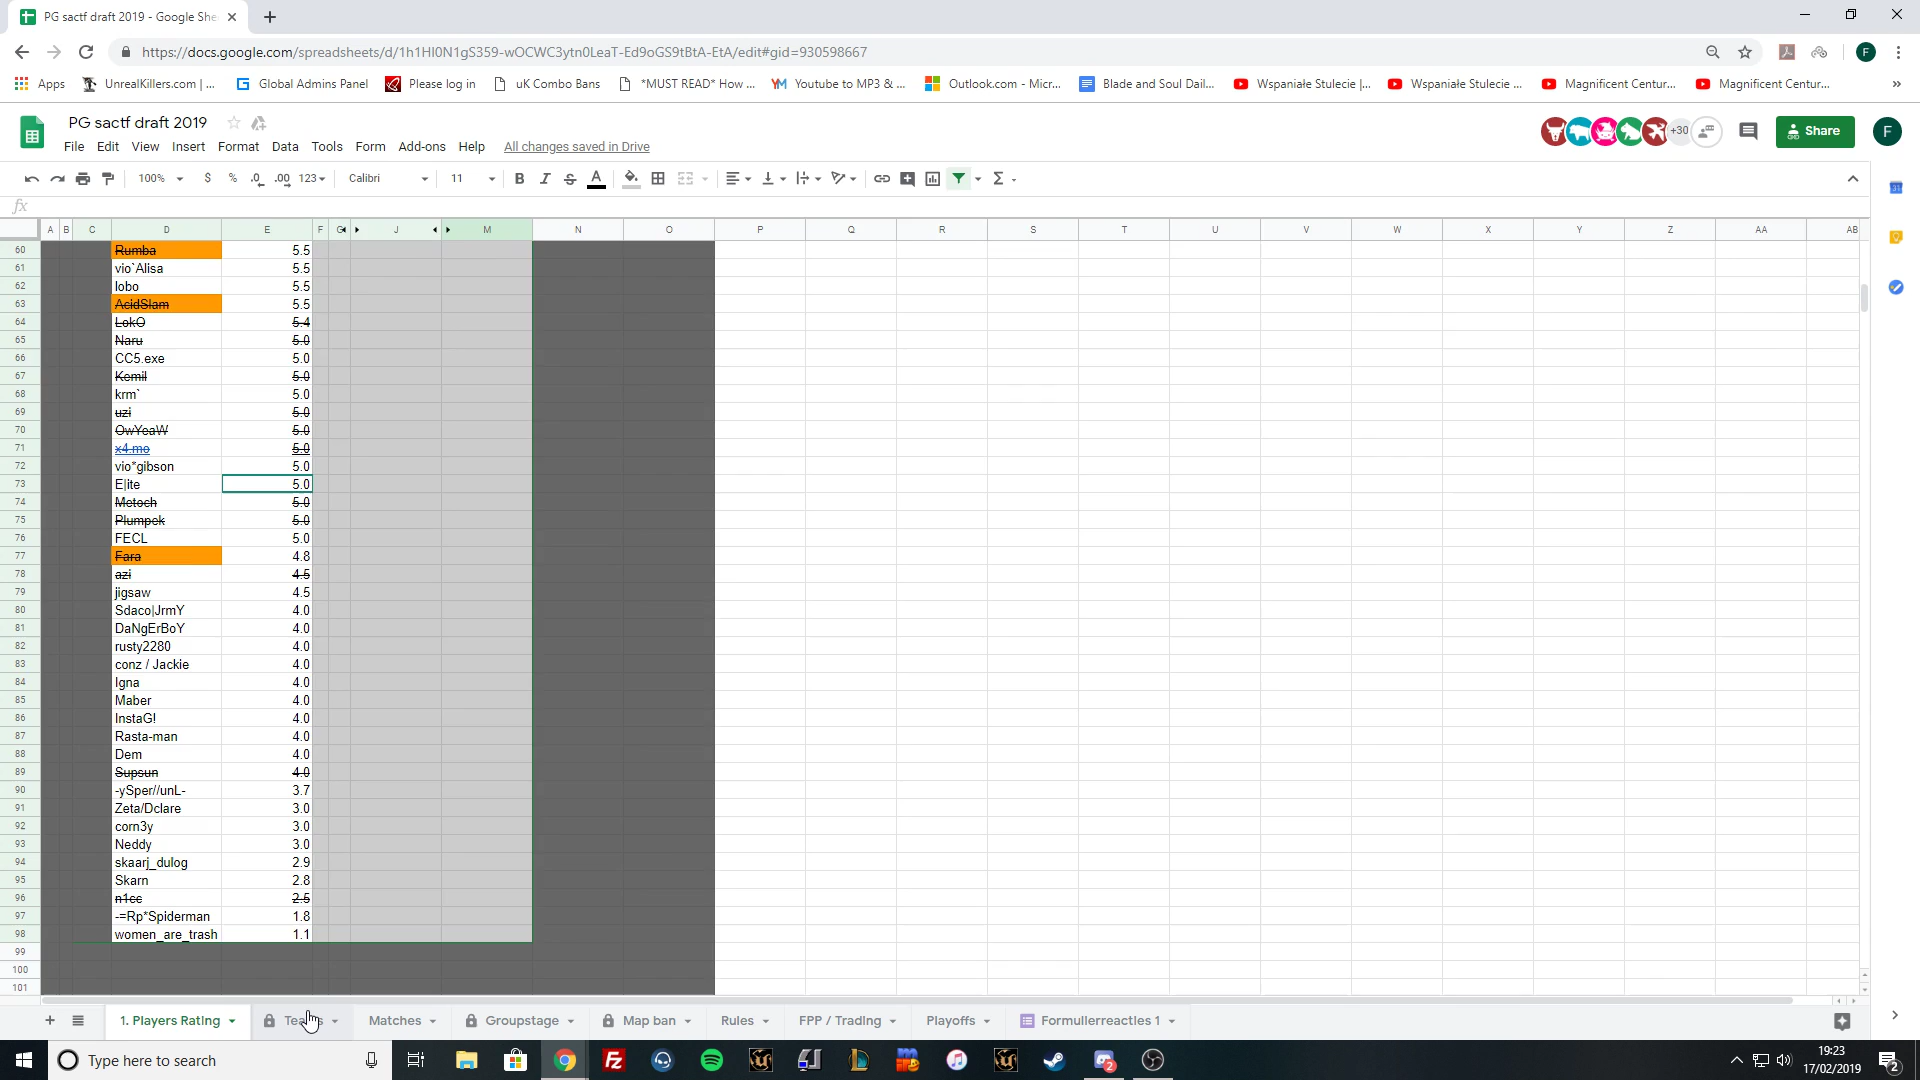 PG sactf draft 2019 - Google She
https://docs.google.com/spreadsheets/d/1h1HI0N1gS359-wOCWC3ytn0LeaT-Ed9oGS9tBtA-EtA/edit#gid=930598667
F
Apps UnrealKillers.com | ... Global Admins Panel Please log in uK Combo Bans *MUST READ* How ... Youtube to MP3 & ... Outlook.com - Micr... Blade and Soul Dail... Wspaniałe Stulecie |... Wspaniałe Stulecie ... Magnificent Centur... Magnificent Centur... »
PG sactf draft 2019
+30 Share F
File Edit View Insert Format Data Tools Form Add-ons Help All changes saved in Drive
100% $ % .0 .00 123 Calibri 11 B I S A Σ
fx
A B C D E F G J M N O P Q R S T U V W X Y Z AA AB
60 Rumba 5.5
61 vio`Alisa 5.5
62 lobo 5.5
63 AcidSlam 5.5
64 LokO 5.4
65 Naru 5.0
66 CC5.exe 5.0
67 Kemil 5.0
68 krm` 5.0
69 uzi 5.0
70 OwYeaW 5.0
71 x4.mo 5.0
72 vio*gibson 5.0
73 E|ite 5.0
74 Metoch 5.0
75 Plumpek 5.0
76 FECL 5.0
77 Fara 4.8
78 azi 4.5
79 jigsaw 4.5
80 Sdaco|JrmY 4.0
81 DaNgErBoY 4.0
82 rusty2280 4.0
83 conz / Jackie 4.0
84 Igna 4.0
85 Maber 4.0
86 InstaG! 4.0
87 Rasta-man 4.0
88 Dem 4.0
89 Supsun 4.0
90 -ySper//unL- 3.7
91 Zeta/Dclare 3.0
92 corn3y 3.0
93 Neddy 3.0
94 skaarj_dulog 2.9
95 Skarn 2.8
96 n1cc 2.5
97 -=Rp*Spiderman 1.8
98 women_are_trash 1.1
99
100
101
1. Players Rating Matches Groupstage Map ban Rules FPP / Trading Playoffs Formulierreacties 1
Type here to search
19:23
17/02/2019
2
2